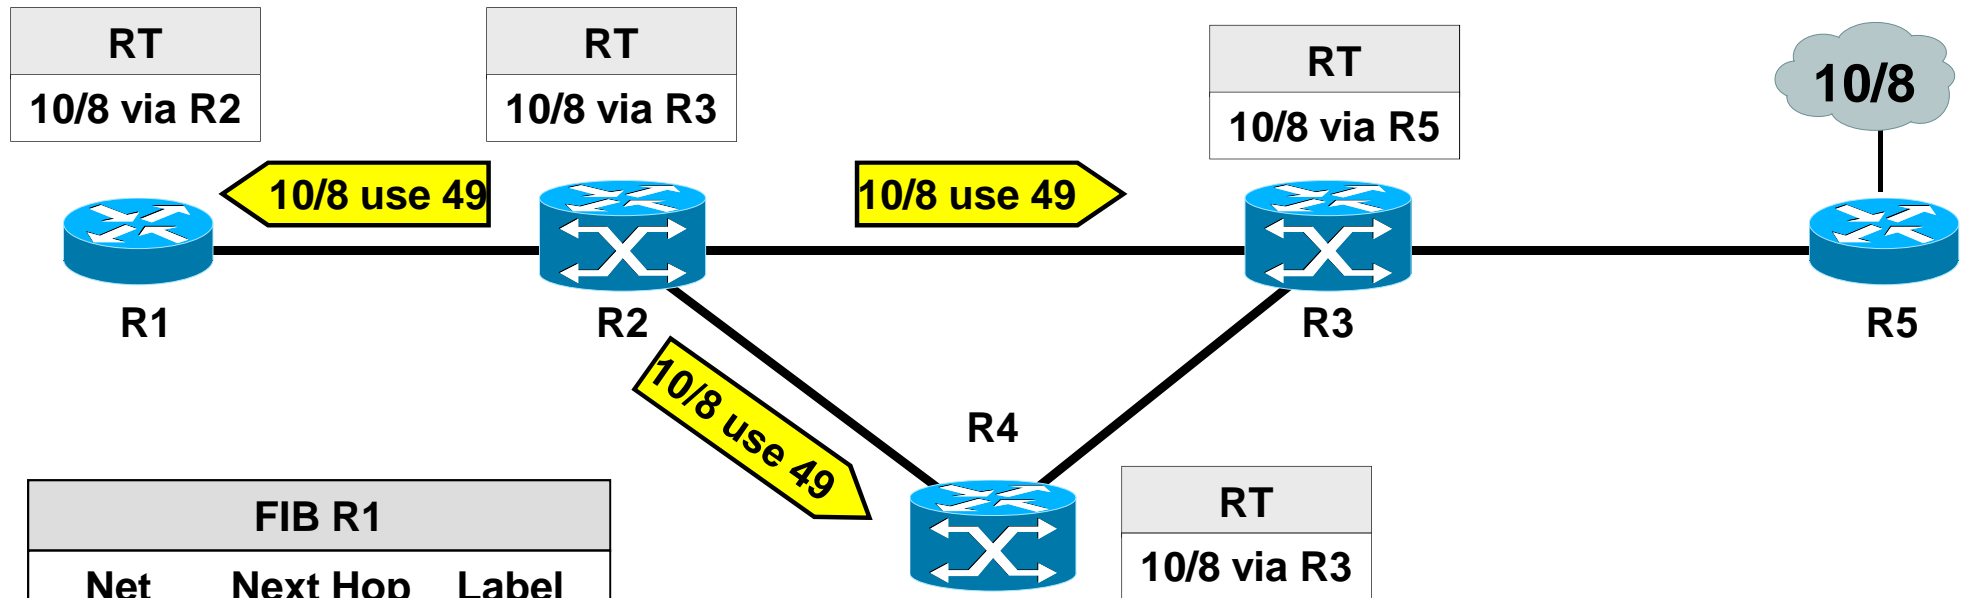 RT
10/8 via R2
RT
10/8 via R3
RT
10/8 via R5
10/8
10/8 use 49
10/8 use 49
R1
R2
R3
R5
10/8 use 49
R4
RT
10/8 via R3
FIB R1
Net Next Hop Label